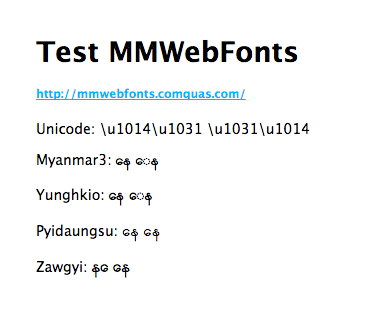 Test MMWebFonts
http://mmwebfonts.comquas.com/
Unicode: \u1014\u1031 \u1031\u1014
Myanmar3: နေ ေန
Yunghkio: နေ ေန
Pyidaungsu: နေ ေန
Zawgyi: နေ ေန